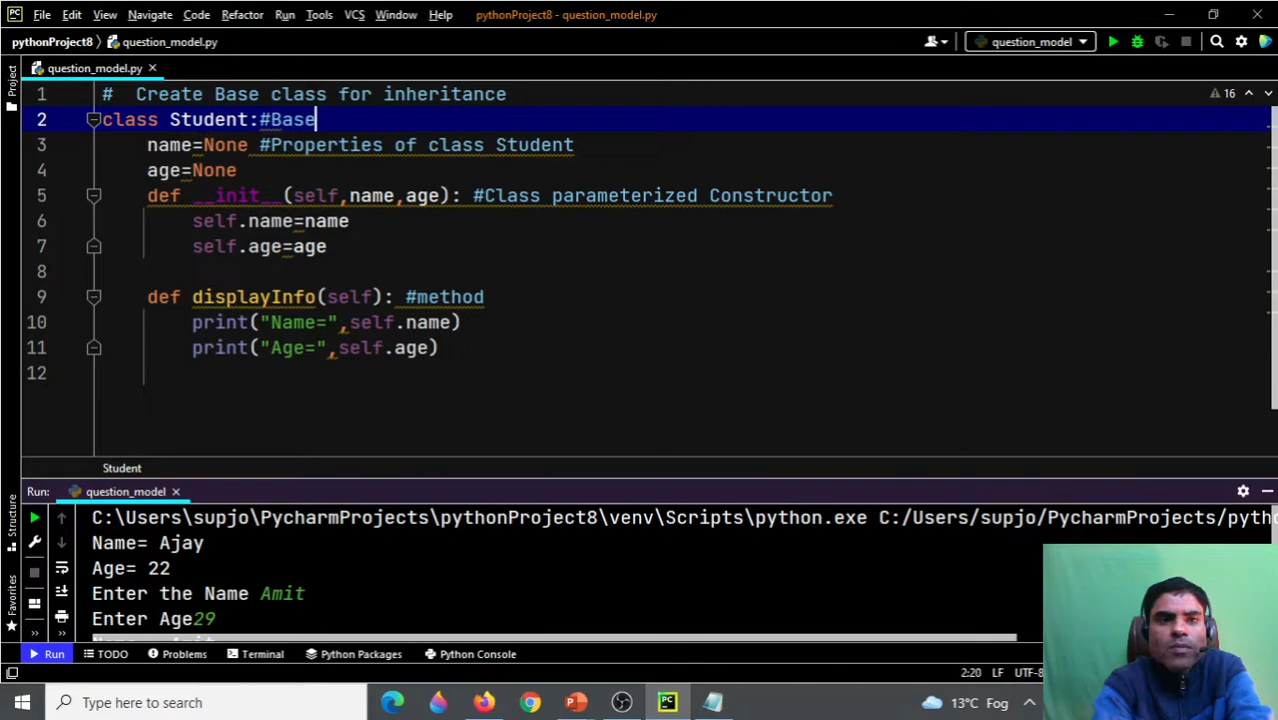 File Edit View Navigate Code Refactor Run Tools VCS Window Help pythonProject8 - question_model.py
pythonProject8 question_model.py question_model
Project
question_model.py
1 # Create Base class for inheritance 16
2 class Student:#Base
3 name=None #Properties of class Student
4 age=None
5 def __init__(self,name,age): #Class parameterized Constructor
6 self.name=name
7 self.age=age
8
9 def displayInfo(self): #method
10 print("Name=",self.name)
11 print("Age=",self.age)
12
Student
Run: question_model
Structure
Favorites
C:\Users\supjo\PycharmProjects\pythonProject8\venv\Scripts\python.exe C:/Users/supjo/PycharmProjects/pytho
Name= Ajay
Age= 22
Enter the Name Amit
Enter Age29
Run TODO Problems Terminal Python Packages Python Console
2:20 LF UTF-8
Type here to search 13°C Fog